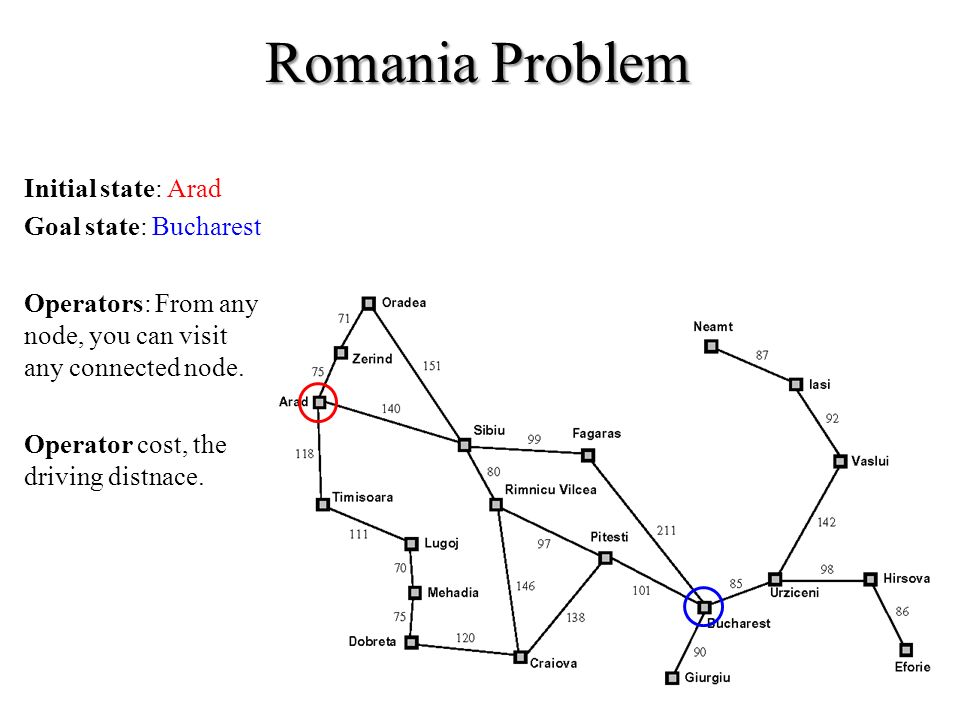 Romania Problem
Initial state: Arad
Goal state: Bucharest
Operators: From any
node, you can visit
any connected node.
Operator cost, the
driving distnace.
Oradea
71
Neamt
87
Zerind
75
151
Iasi
Arad
140
92
Sibiu
99
Fagaras
118
80
Vaslui
Timisoara
Rimnicu Vilcea
111
Lugoj
97
Pitesti
211
142
70
146
101
85
98
Hirsova
Mehadia
Urziceni
75
138
Bucharest
86
Dobreta
120
90
Craiova
Giurgiu
Eforie